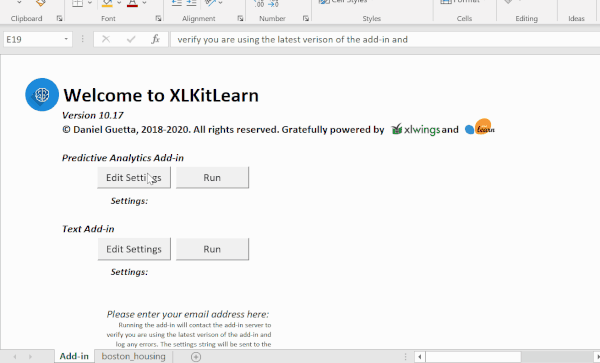 Cell Styles
Format
Clipboard
Font
Alignment
Number
Styles
Cells
Editing
Ideas
E19
fx
verify you are using the latest verison of the add-in and
Welcome to XLKitLearn
Version 10.17
© Daniel Guetta, 2018-2020. All rights reserved. Gratefully powered by xlwings and learn
Predictive Analytics Add-in
Edit Settings
Run
Settings:
Text Add-in
Edit Settings
Run
Settings:
Please enter your email address here:
Running the add-in will contact the add-in server to
verify you are using the latest verison of the add-in and
log any errors. The settings string will be sent to the
Add-in
boston_housing